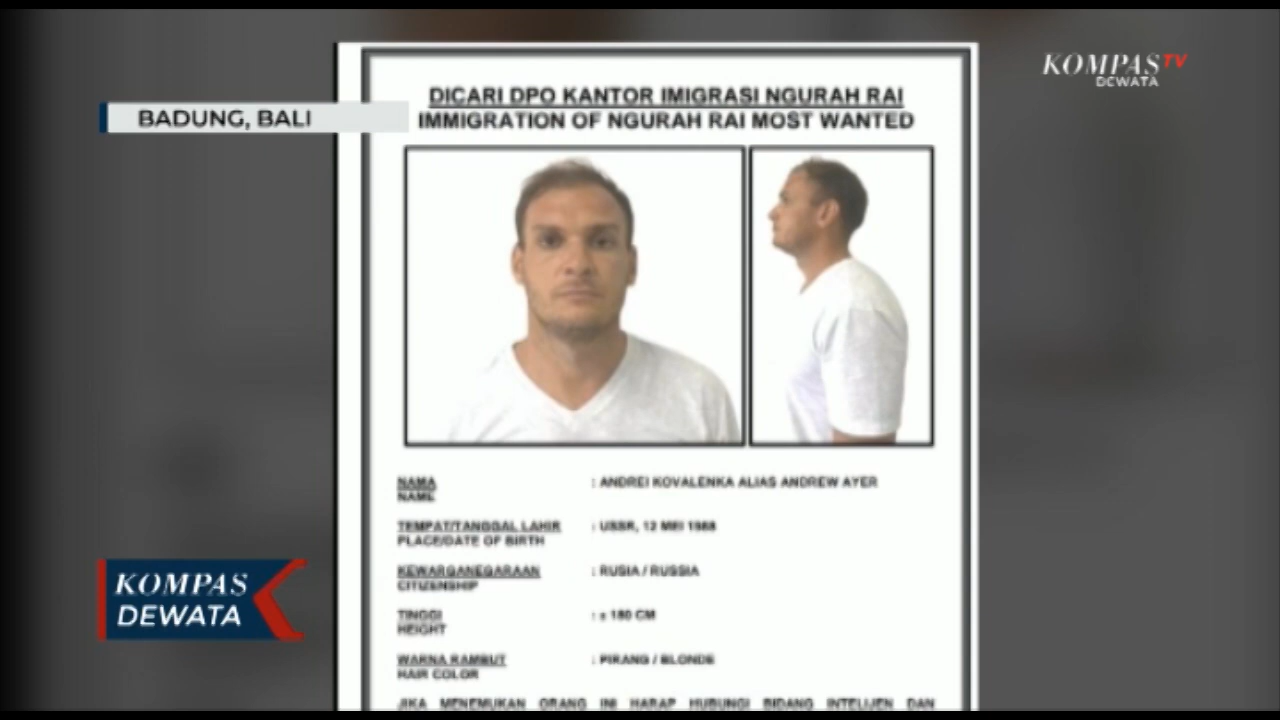 KOMPAS TV
DEWATA
BADUNG, BALI
DICARI DPO KANTOR IMIGRASI NGURAH RAI
IMMIGRATION OF NGURAH RAI MOST WANTED
NAMA : ANDREI KOVALENKA ALIAS ANDREW AYER
NAME
TEMPAT/TANGGAL LAHIR : USSR, 12 MEI 1988
PLACE/DATE OF BIRTH
KEWARGANEGARAAN : RUSIA / RUSSIA
CITIZENSHIP
TINGGI : ± 180 CM
HEIGHT
WARNA RAMBUT : PIRANG / BLONDE
HAIR COLOR
JIKA MENEMUKAN ORANG INI HARAP HUBUNGI BIDANG INTELIJEN DAN
KOMPAS
DEWATA